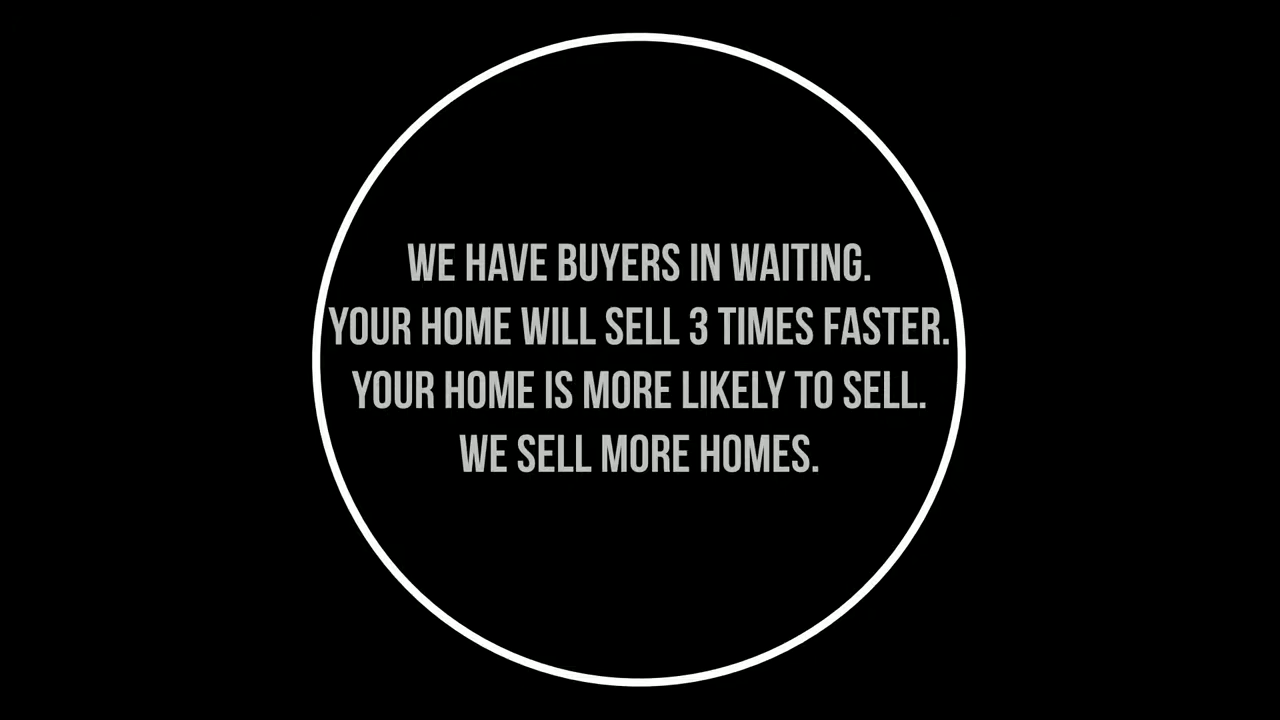 WE HAVE BUYERS IN WAITING.
YOUR HOME WILL SELL 3 TIMES FASTER.
YOUR HOME IS MORE LIKELY TO SELL.
WE SELL MORE HOMES.